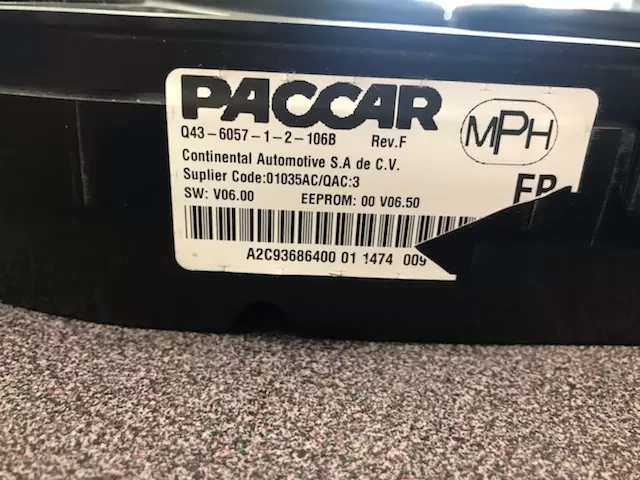 PACCAR
Q43-6057-1-2-106B Rev.F
MPH
Continental Automotive S.A de C.V.
Suplier Code:01035AC/QAC:3
SW: V06.00 EEPROM: 00 V06.50
A2C93686400 01 1474 009